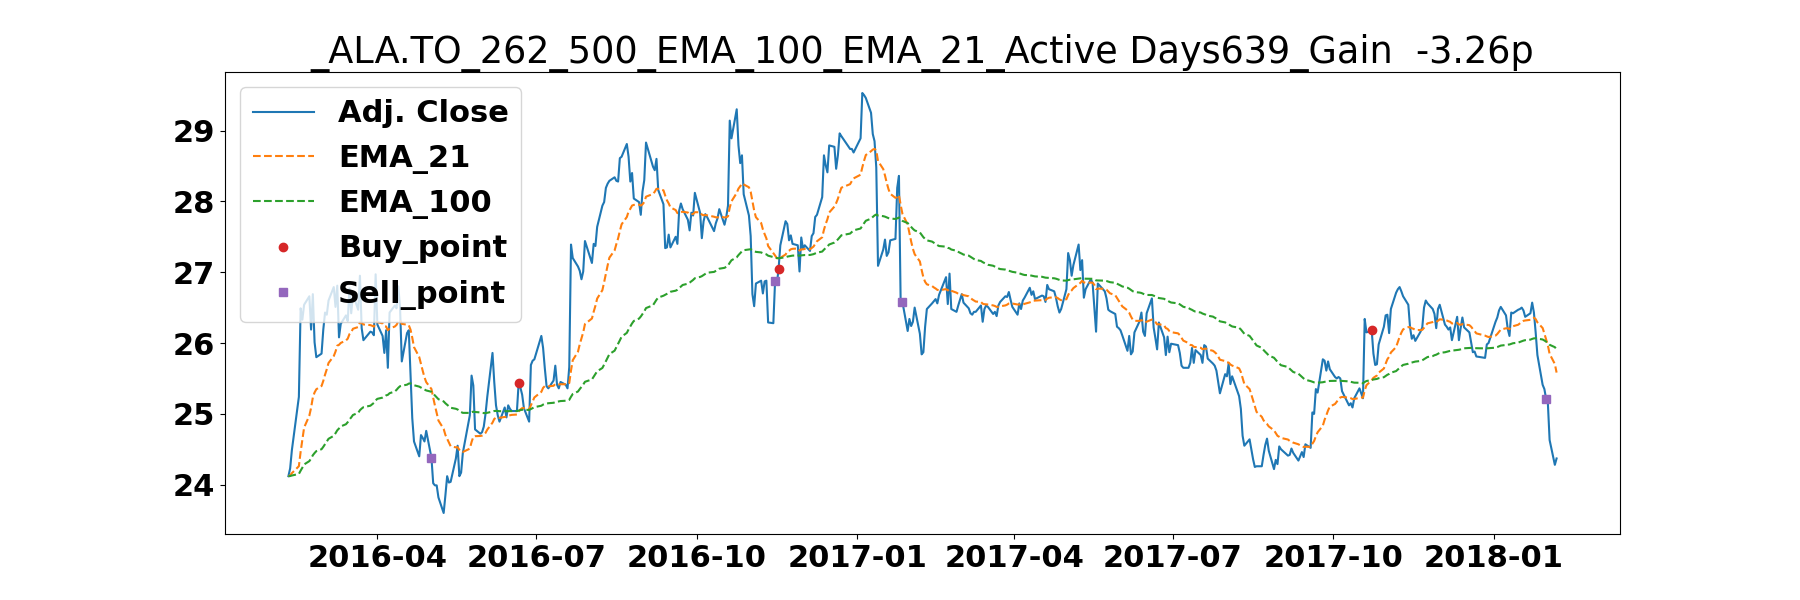 _ALA.TO_262_500_EMA_100_EMA_21_Active Days639_Gain  -3.26p
Adj. Close
EMA_21
EMA_100
Buy_point
Sell_point
29
28
27
26
25
24
2016-04
2016-07
2016-10
2017-01
2017-04
2017-07
2017-10
2018-01